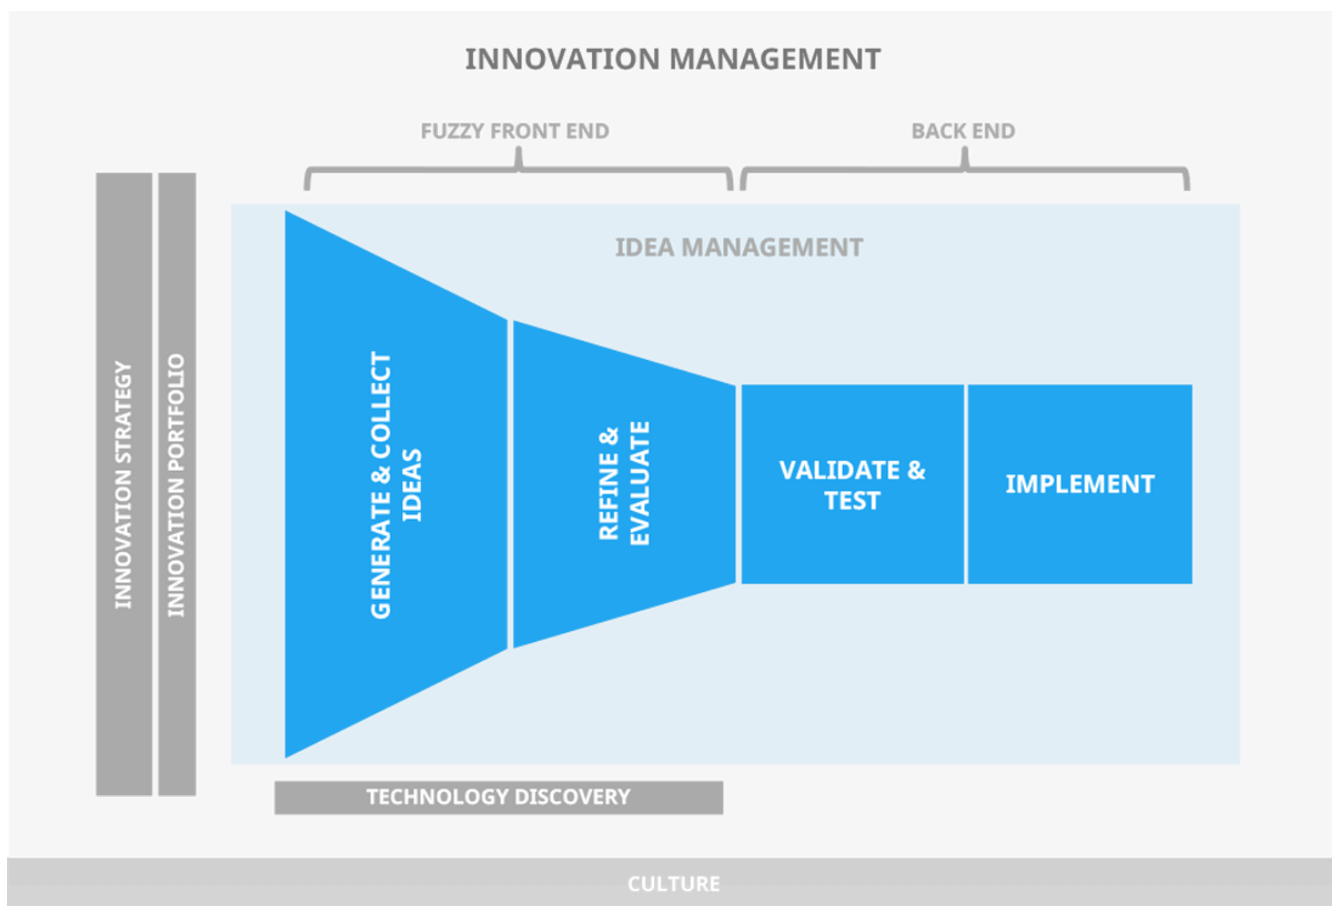 INNOVATION MANAGEMENT
FUZZY FRONT END
BACK END
IDEA MANAGEMENT
INNOVATION STRATEGY
INNOVATION PORTFOLIO
GENERATE & COLLECT
IDEAS
REFINE &
EVALUATE
VALIDATE &
TEST
IMPLEMENT
TECHNOLOGY DISCOVERY
CULTURE